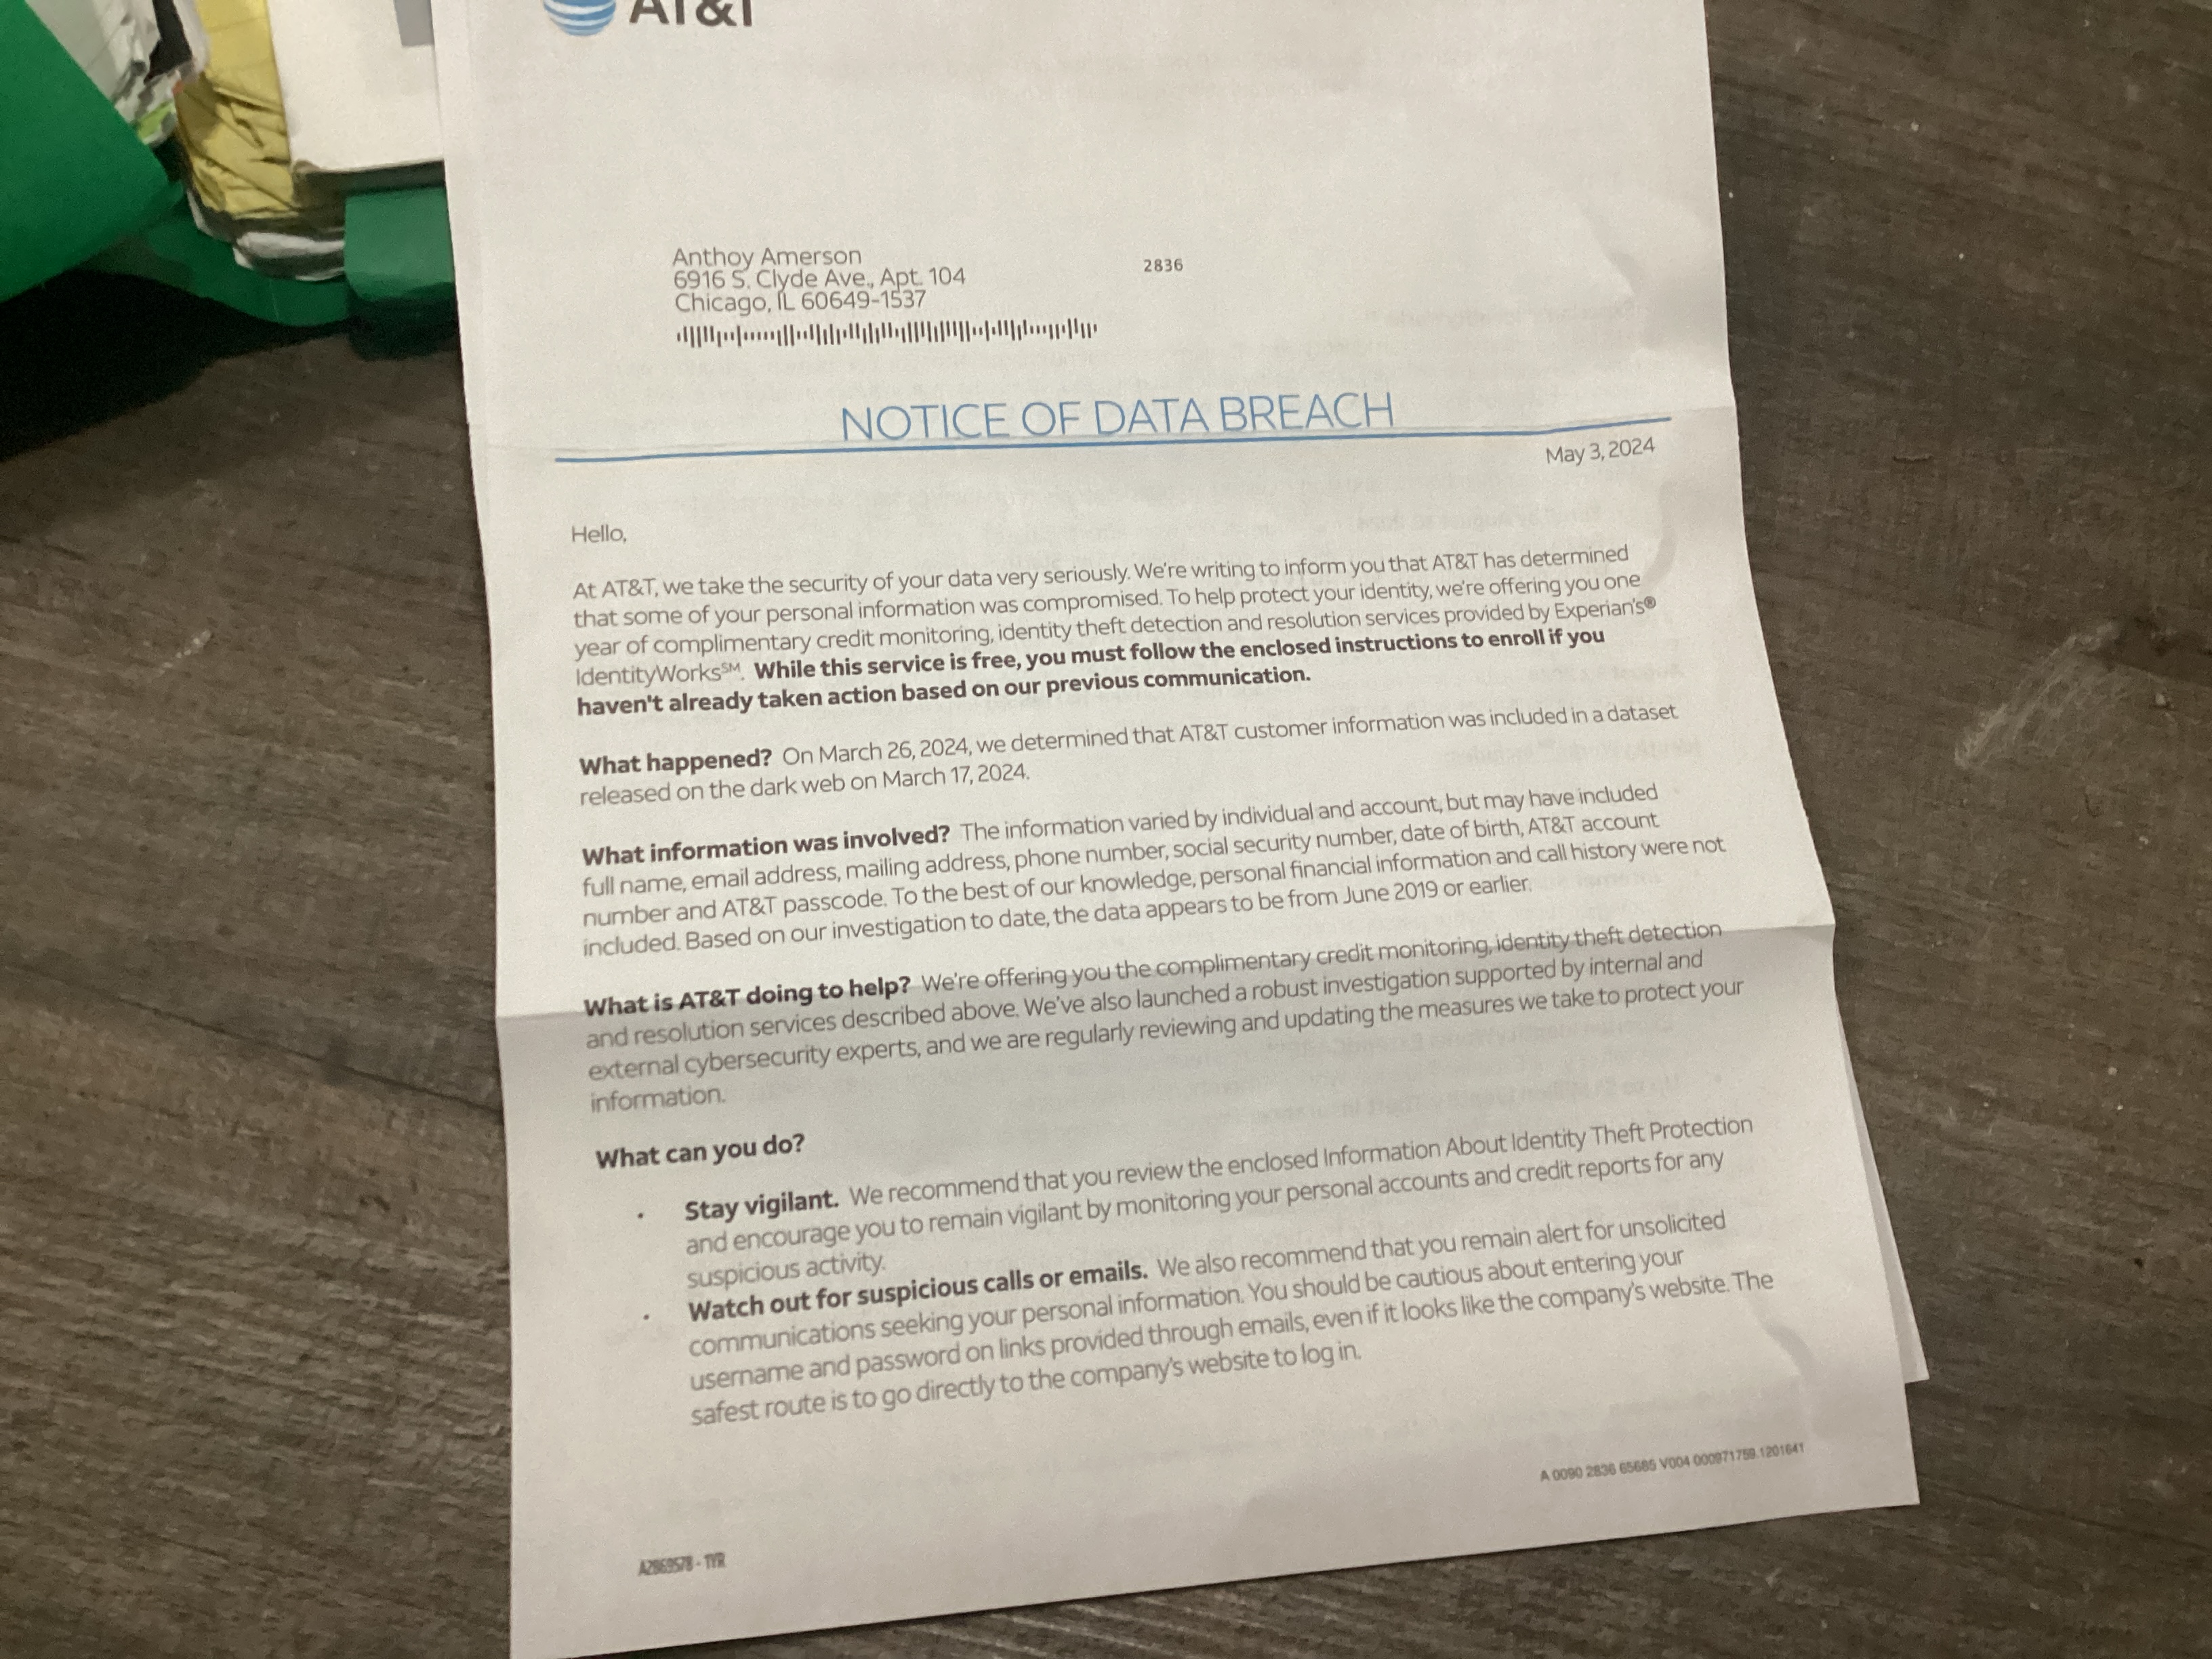 AT&T
Anthoy Amerson
6916 S. Clyde Ave., Apt. 104
Chicago, IL 60649-1537
2836
NOTICE OF DATA BREACH
May 3, 2024
Hello,
At AT&T, we take the security of your data very seriously. We're writing to inform you that AT&T has determined
that some of your personal information was compromised. To help protect your identity, we're offering you one
year of complimentary credit monitoring, identity theft detection and resolution services provided by Experian's®
IdentityWorks℠. While this service is free, you must follow the enclosed instructions to enroll if you
haven't already taken action based on our previous communication.
What happened? On March 26, 2024, we determined that AT&T customer information was included in a dataset
released on the dark web on March 17, 2024.
What information was involved? The information varied by individual and account, but may have included
full name, email address, mailing address, phone number, social security number, date of birth, AT&T account
number and AT&T passcode. To the best of our knowledge, personal financial information and call history were not
included. Based on our investigation to date, the data appears to be from June 2019 or earlier.
What is AT&T doing to help? We're offering you the complimentary credit monitoring, identity theft detection
and resolution services described above. We've also launched a robust investigation supported by internal and
external cybersecurity experts, and we are regularly reviewing and updating the measures we take to protect your
information.
What can you do?
• Stay vigilant. We recommend that you review the enclosed Information About Identity Theft Protection
and encourage you to remain vigilant by monitoring your personal accounts and credit reports for any
suspicious activity.
• Watch out for suspicious calls or emails. We also recommend that you remain alert for unsolicited
communications seeking your personal information. You should be cautious about entering your
username and password on links provided through emails, even if it looks like the company's website. The
safest route is to go directly to the company's website to log in.
A 0090 2836 65685 V004 000971759.1201641
A2869578 - 1YR